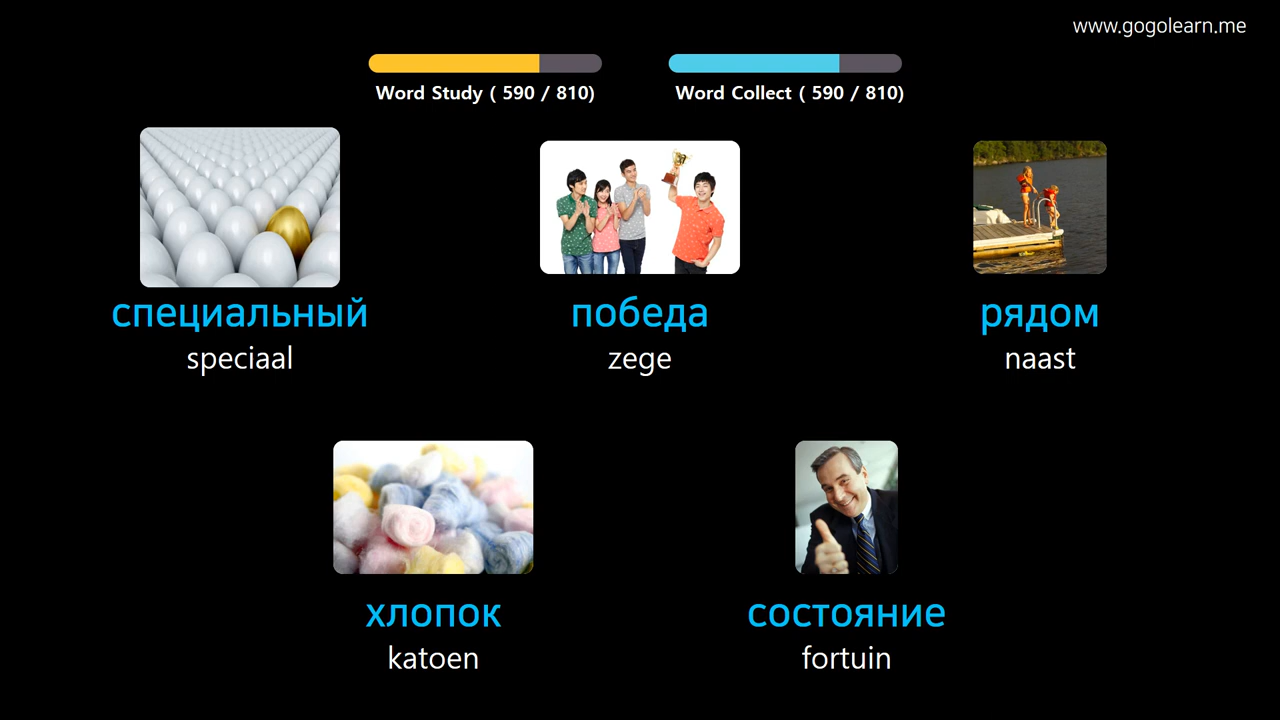 www.gogolearn.me
Word Study ( 590 / 810)
Word Collect ( 590 / 810)
специальный
speciaal
победа
zege
рядом
naast
хлопок
katoen
состояние
fortuin